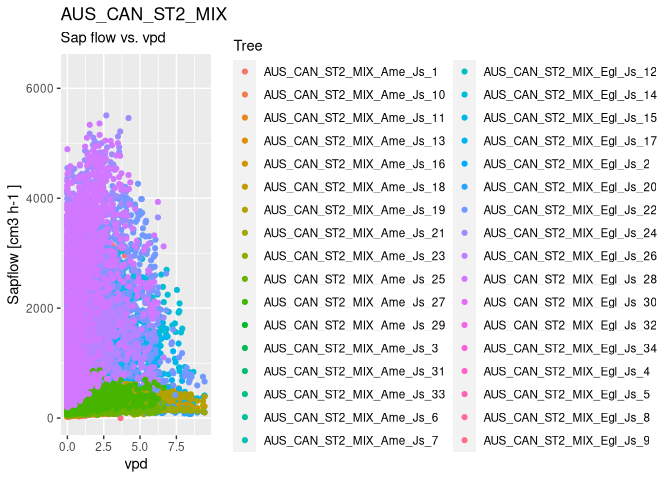 AUS_CAN_ST2_MIX
Sap flow vs. vpd
Sapflow [cm3 h-1 ]
6000
4000
2000
0
0.0 2.5 5.0 7.5
vpd
Tree
AUS_CAN_ST2_MIX_Ame_Js_1
AUS_CAN_ST2_MIX_Ame_Js_10
AUS_CAN_ST2_MIX_Ame_Js_11
AUS_CAN_ST2_MIX_Ame_Js_13
AUS_CAN_ST2_MIX_Ame_Js_16
AUS_CAN_ST2_MIX_Ame_Js_18
AUS_CAN_ST2_MIX_Ame_Js_19
AUS_CAN_ST2_MIX_Ame_Js_21
AUS_CAN_ST2_MIX_Ame_Js_23
AUS_CAN_ST2_MIX_Ame_Js_25
AUS_CAN_ST2_MIX_Ame_Js_27
AUS_CAN_ST2_MIX_Ame_Js_29
AUS_CAN_ST2_MIX_Ame_Js_3
AUS_CAN_ST2_MIX_Ame_Js_31
AUS_CAN_ST2_MIX_Ame_Js_33
AUS_CAN_ST2_MIX_Ame_Js_6
AUS_CAN_ST2_MIX_Ame_Js_7
AUS_CAN_ST2_MIX_Egl_Js_12
AUS_CAN_ST2_MIX_Egl_Js_14
AUS_CAN_ST2_MIX_Egl_Js_15
AUS_CAN_ST2_MIX_Egl_Js_17
AUS_CAN_ST2_MIX_Egl_Js_2
AUS_CAN_ST2_MIX_Egl_Js_20
AUS_CAN_ST2_MIX_Egl_Js_22
AUS_CAN_ST2_MIX_Egl_Js_24
AUS_CAN_ST2_MIX_Egl_Js_26
AUS_CAN_ST2_MIX_Egl_Js_28
AUS_CAN_ST2_MIX_Egl_Js_30
AUS_CAN_ST2_MIX_Egl_Js_32
AUS_CAN_ST2_MIX_Egl_Js_34
AUS_CAN_ST2_MIX_Egl_Js_4
AUS_CAN_ST2_MIX_Egl_Js_5
AUS_CAN_ST2_MIX_Egl_Js_8
AUS_CAN_ST2_MIX_Egl_Js_9